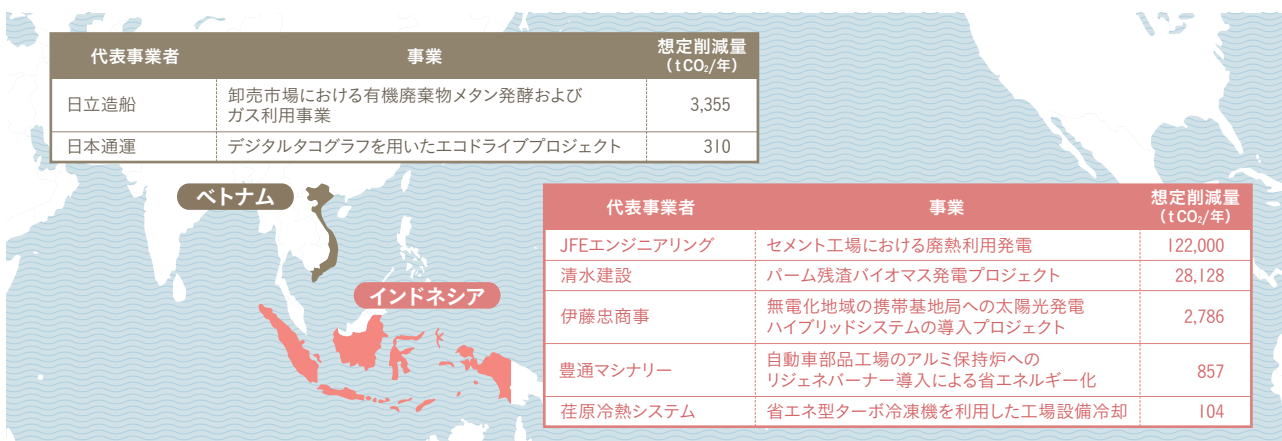 代表事業者 事業 想定削減量
(tCO₂/年)
日立造船 卸売市場における有機廃棄物メタン発酵および
ガス利用事業 3,355
日本通運 デジタルタコグラフを用いたエコドライブプロジェクト 310
ベトナム
代表事業者 事業 想定削減量
(tCO₂/年)
JFEエンジニアリング セメント工場における廃熱利用発電 122,000
清水建設 パーム残渣バイオマス発電プロジェクト 28,128
伊藤忠商事 無電化地域の携帯基地局への太陽光発電
ハイブリッドシステムの導入プロジェクト 2,786
豊通マシナリー 自動車部品工場のアルミ保持炉への
リジェネバーナー導入による省エネルギー化 857
荏原冷熱システム 省エネ型ターボ冷凍機を利用した工場設備冷却 104
インドネシア